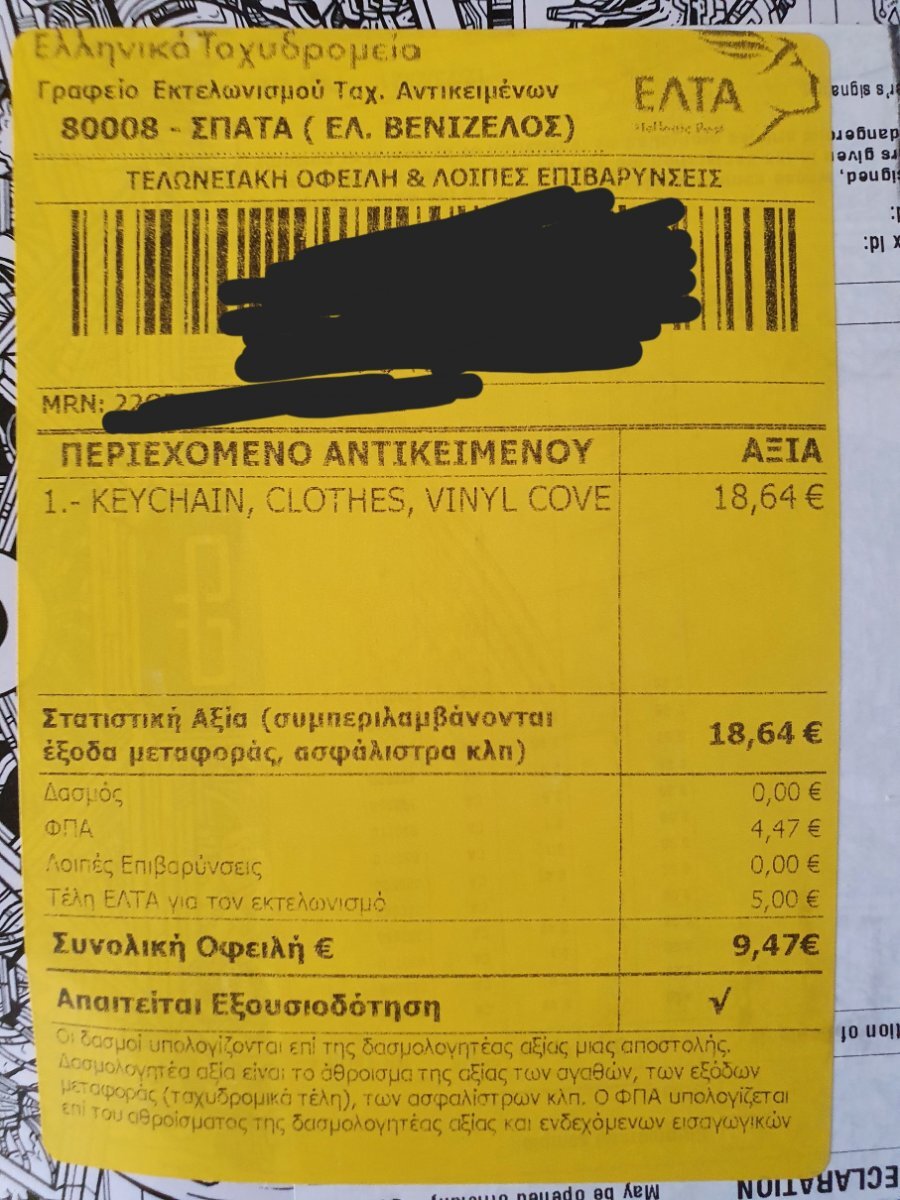 Ελληνικά Ταχυδρομεία
Γραφείο Εκτελωνισμού Ταχ. Αντικειμένων
80008 - ΣΠΑΤΑ ( ΕΛ. ΒΕΝΙΖΕΛΟΣ)
ΕΛΤΑ
Hellenic Post
ΤΕΛΩΝΕΙΑΚΗ ΟΦΕΙΛΗ & ΛΟΙΠΕΣ ΕΠΙΒΑΡΥΝΣΕΙΣ
MRN:
ΠΕΡΙΕΧΟΜΕΝΟ ΑΝΤΙΚΕΙΜΕΝΟΥ ΑΞΙΑ
1.- KEYCHAIN, CLOTHES, VINYL COVE 18,64 €
Στατιστική Αξία (συμπεριλαμβάνονται
έξοδα μεταφοράς, ασφάλιστρα κλπ) 18,64 €
Δασμός 0,00 €
ΦΠΑ 4,47 €
Λοιπές Επιβαρύνσεις 0,00 €
Τέλη ΕΛΤΑ για τον εκτελωνισμό 5,00 €
Συνολική Οφειλή € 9,47€
Απαιτείται Εξουσιοδότηση √
Οι δασμοί υπολογίζονται επί της δασμολογητέας αξίας μιας αποστολής.
Δασμολογητέα αξία είναι το άθροισμα της αξίας των αγαθών, των εξόδων
μεταφοράς (ταχυδρομικά τέλη), των ασφαλίστρων κλπ. Ο ΦΠΑ υπολογίζεται
επί του αθροίσματος της δασμολογητέας αξίας και ενδεχόμενων εισαγωγικών
May be opened